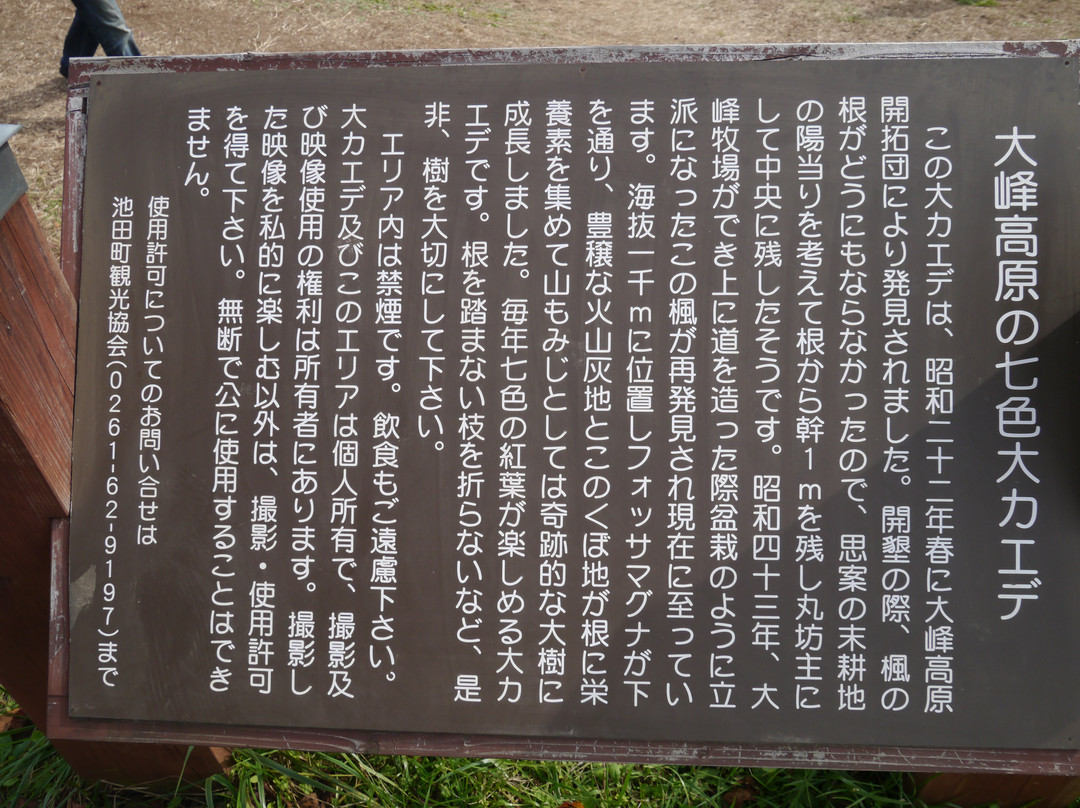 大峰高原の七色大カエデ
この大カエデは、昭和二十二年春に大峰高原
開拓団により発見されました。開墾の際、楓の
根がどうにもならなかったので、思案の末耕地
の陽当りを考えて根から幹１ｍを残し丸坊主に
して中央に残したそうです。昭和四十三年、大
峰牧場ができ上に道を造った際盆栽のように立
派になったこの楓が再発見され現在に至ってい
ます。海抜一千ｍに位置しフォッサマグナが下
を通り、豊穣な火山灰地とこのくぼ地が根に栄
養素を集めて山もみじとしては奇跡的な大樹に
成長しました。毎年七色の紅葉が楽しめる大カ
エデです。根を踏まない枝を折らないなど、是
非、樹を大切にして下さい。
エリア内は禁煙です。飲食もご遠慮下さい。
大カエデ及びこのエリアは個人所有で、撮影及
び映像使用の権利は所有者にあります。撮影し
た映像を私的に楽しむ以外は、撮影・使用許可
を得て下さい。無断で公に使用することはでき
ません。
使用許可についてのお問い合せは
池田町観光協会(0261-62-9197)まで